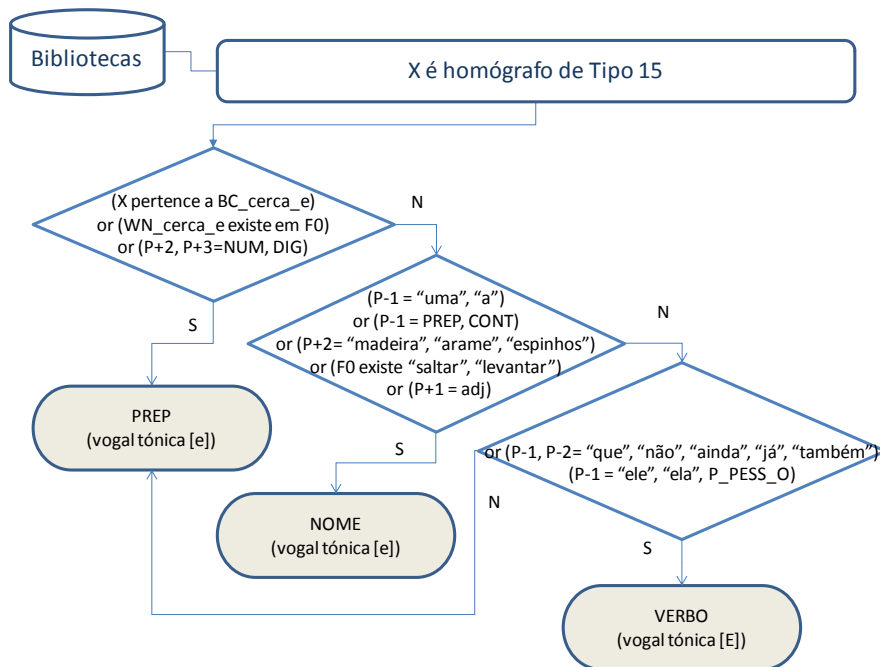 Bibliotecas
X é homógrafo de Tipo 15
(X pertence a BC_cerca_e)
or (WN_cerca_e existe em F0)
or (P+2, P+3=NUM, DIG)
N
S
(P-1 = “uma”, “a”)
or (P-1 = PREP, CONT)
or (P+2= “madeira”, “arame”, “espinhos”)
or (F0 existe “saltar”, “levantar”)
or (P+1 = adj)
N
S
PREP
(vogal tónica [e])
or (P-1, P-2= “que”, “não”, “ainda”, “já”, “também”)
(P-1 = “ele”, “ela”, P_PESS_O)
N
S
NOME
(vogal tónica [e])
VERBO
(vogal tónica [E])